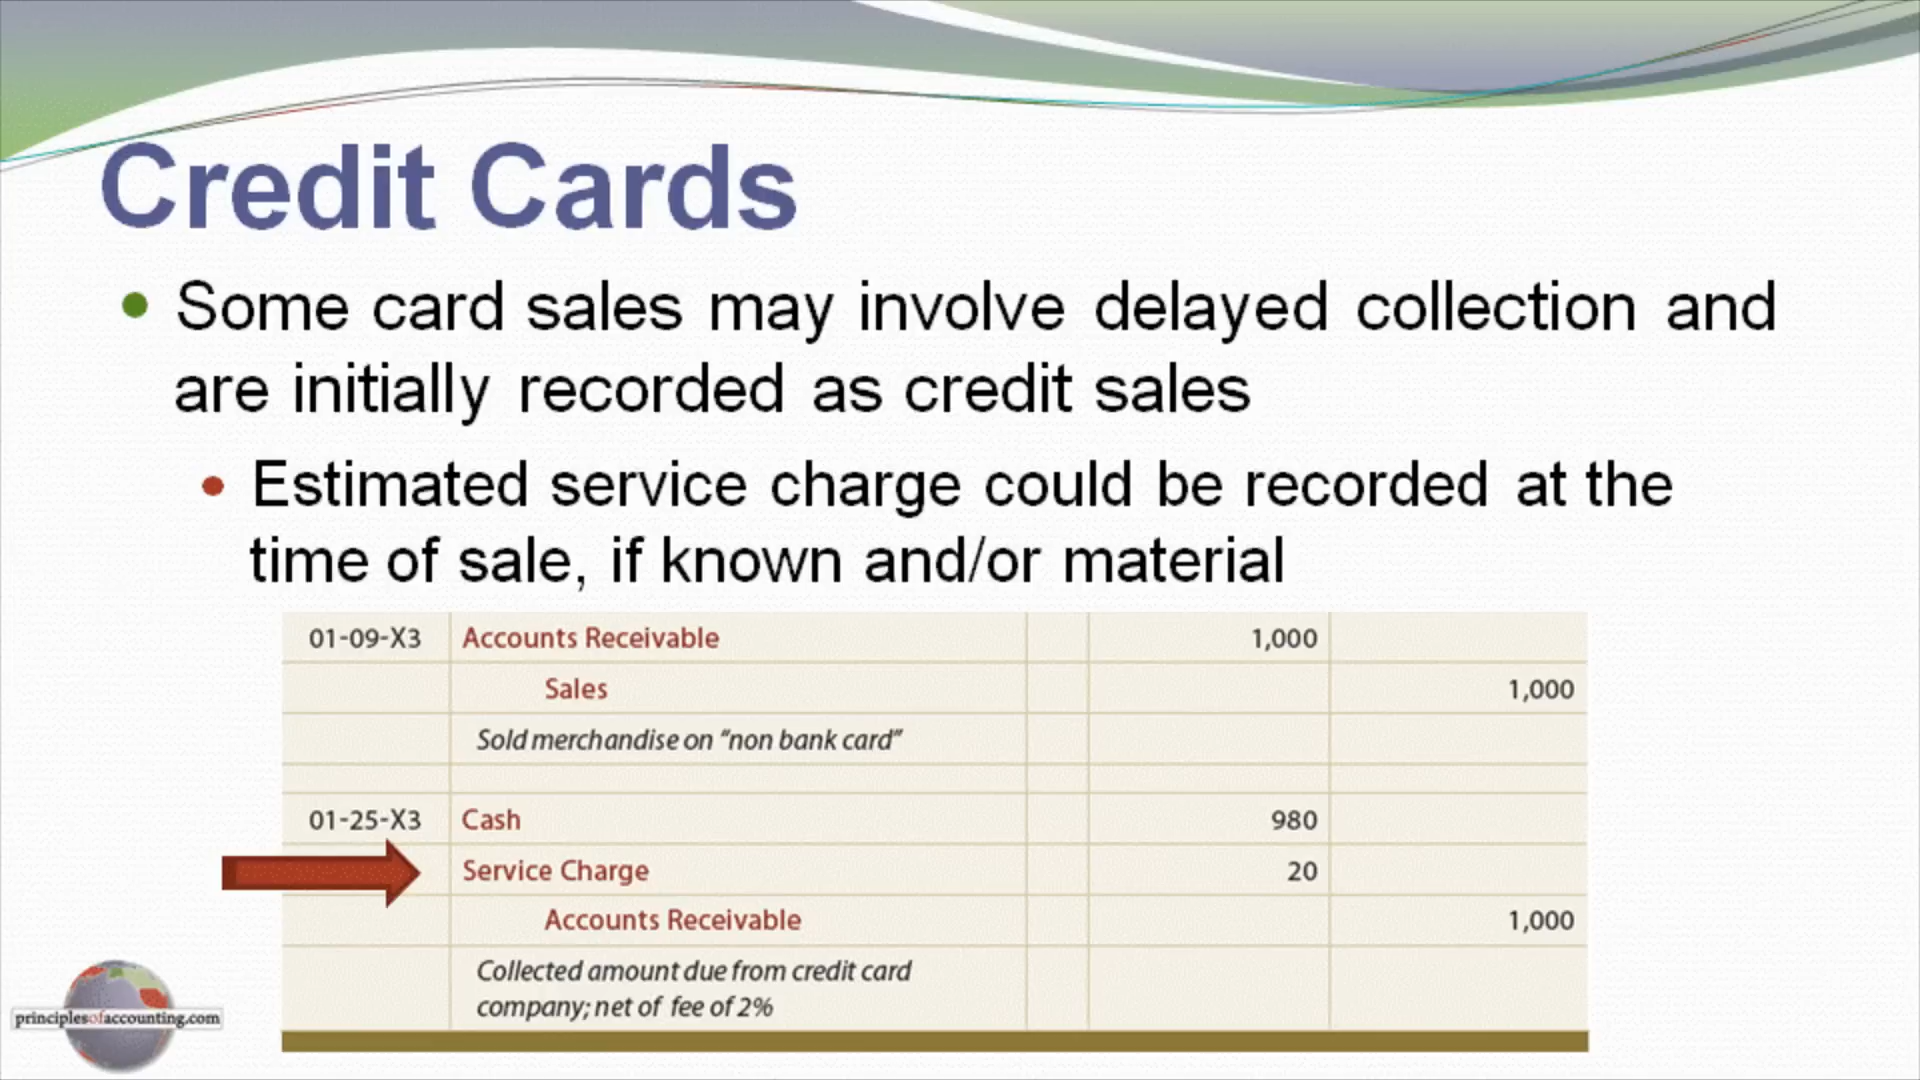 Credit Cards
Some card sales may involve delayed collection and
are initially recorded as credit sales
Estimated service charge could be recorded at the
time of sale, if known and/or material
01-09-X3 Accounts Receivable 1,000
Sales 1,000
Sold merchandise on “non bank card”
01-25-X3 Cash 980
Service Charge 20
Accounts Receivable 1,000
Collected amount due from credit card
company; net of fee of 2%
principlesofaccounting.com